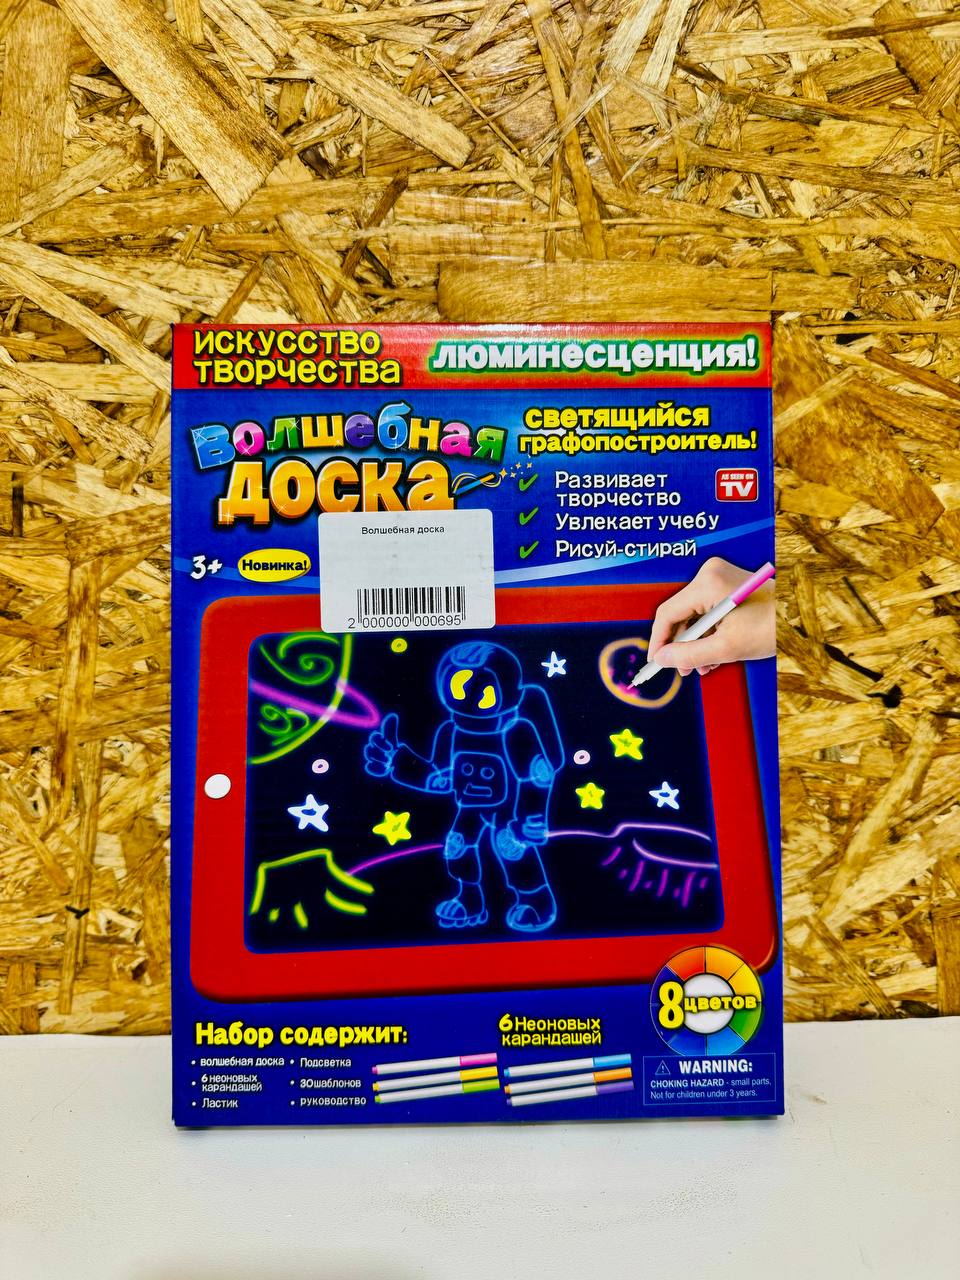 искусство
творчества
люминесценция!
волшебная
доска
светящийся
графопостроитель!
Развивает
творчество
Увлекает учебу
Рисуй-стирай
AS SEEN ON
TV
3+
Новинка!
Волшебная доска
2 000000 000695
8 цветов
Набор содержит:
• волшебная доска
• 6 неоновых
карандашей
• Ластик
• Подсветка
• 30 шаблонов
• руководство
6 Неоновых
карандашей
WARNING:
CHOKING HAZARD - small parts,
Not for children under 3 years.